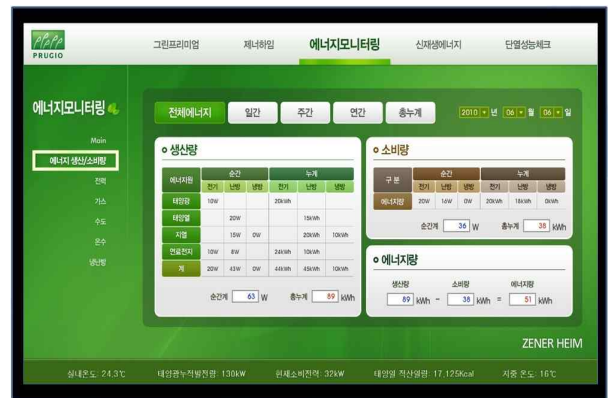 PRUGIO
그린프리미엄 제너하임 에너지모니터링 신재생에너지 단열성능체크
에너지모니터링
Main
에너지 생산/소비량
전력
가스
수도
온수
냉난방
전체에너지 일간 주간 연간 총누계 2010 년 06 월 06 일
생산량
에너지원 순간 누계
전기 난방 냉방 전기 난방 냉방
태양광 10W 20kWh
태양열 20W 15kWh
지열 15W 0W 20kWh 10kWh
연료전지 10W 8W 24kWh 10kWh
계 20W 43W 0W 44kWh 45kWh 10kWh
순간계 63 W 총누계 89 kWh
소비량
구 분 순간 누계
전기 난방 냉방 전기 난방 냉방
에너지량 20W 16W 0W 20kWh 18kWh 0kWh
순간계 36 W 총누계 38 kWh
에너지량
생산량 소비량 에너지량
89 kWh - 38 kWh = 51 kWh
ZENER HEIM
실내온도: 24.3℃ 태양광누적발전량: 130kW 현재소비전력: 32kW 태양열 적산열량: 17,125Kcal 지중 온도: 16℃